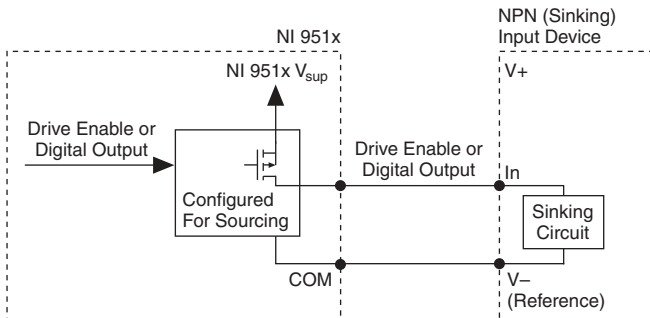 NI 951x
NPN (Sinking)
Input Device
NI 951x Vsup
V+
Drive Enable or
Digital Output
Drive Enable or
Digital Output
In
Configured
For Sourcing
Sinking
Circuit
COM
V–
(Reference)